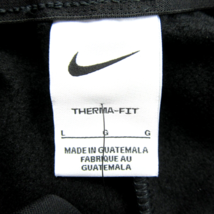 THERMA-FIT
L G G
MADE IN GUATEMALA
FABRIQUÉ AU
GUATEMALA